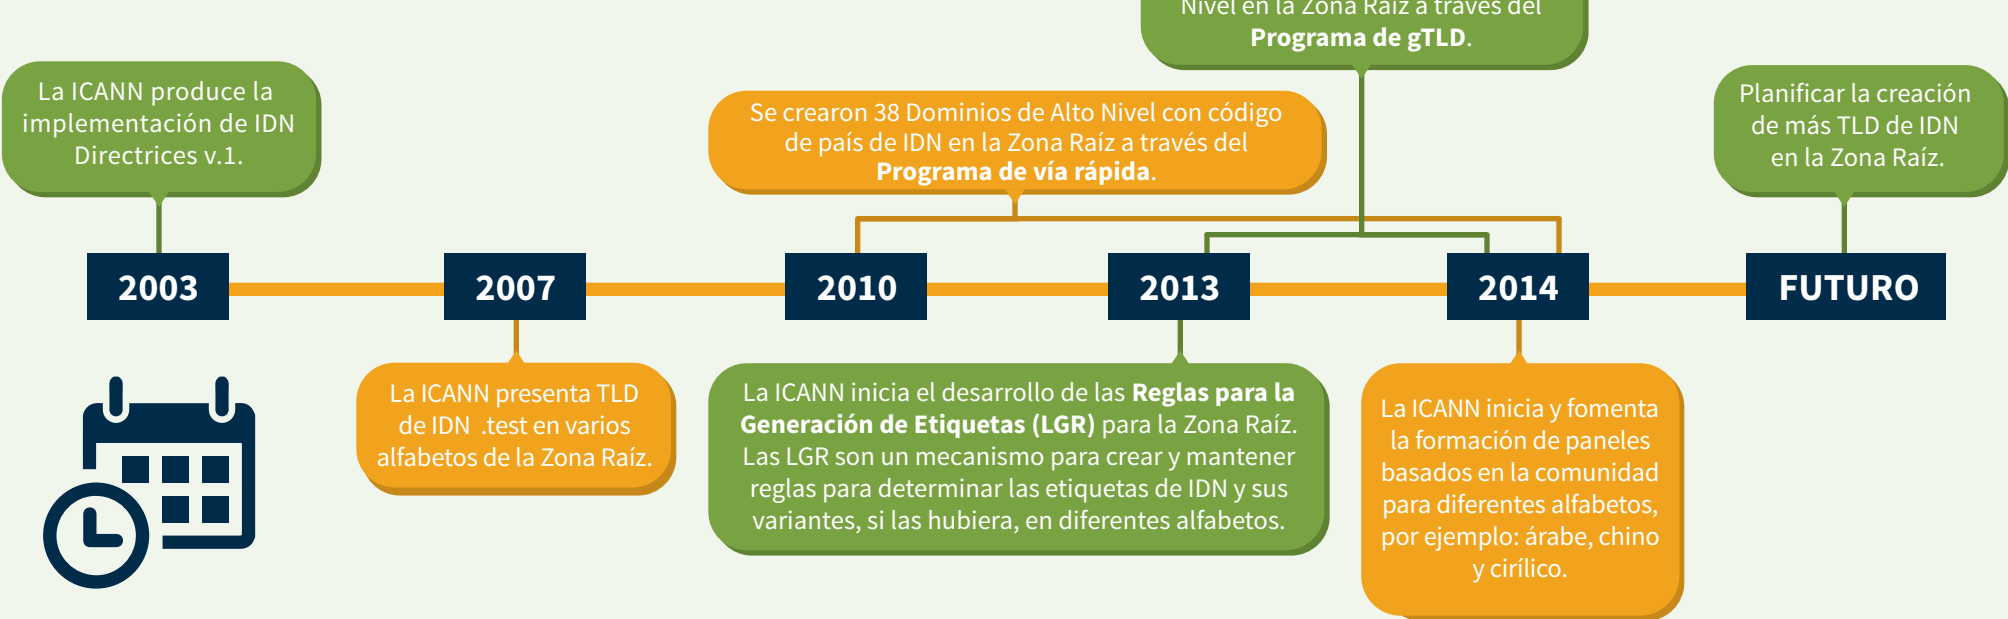 Nivel en la Zona Raíz a través del
Programa de gTLD.
La ICANN produce la
implementación de IDN
Directrices v.1.
Se crearon 38 Dominios de Alto Nivel con código
de país de IDN en la Zona Raíz a través del
Programa de vía rápida.
Planificar la creación
de más TLD de IDN
en la Zona Raíz.
2003
2007
2010
2013
2014
FUTURO
La ICANN presenta TLD
de IDN .test en varios
alfabetos de la Zona Raíz.
La ICANN inicia el desarrollo de las Reglas para la
Generación de Etiquetas (LGR) para la Zona Raíz.
Las LGR son un mecanismo para crear y mantener
reglas para determinar las etiquetas de IDN y sus
variantes, si las hubiera, en diferentes alfabetos.
La ICANN inicia y fomenta
la formación de paneles
basados en la comunidad
para diferentes alfabetos,
por ejemplo: árabe, chino
y cirílico.